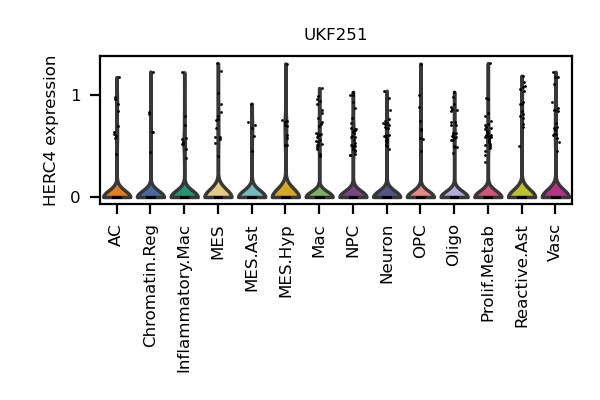 UKF251
HERC4 expression
1
0
AC
Chromatin.Reg
Inflammatory.Mac
MES
MES.Ast
MES.Hyp
Mac
NPC
Neuron
OPC
Oligo
Prolif.Metab
Reactive.Ast
Vasc